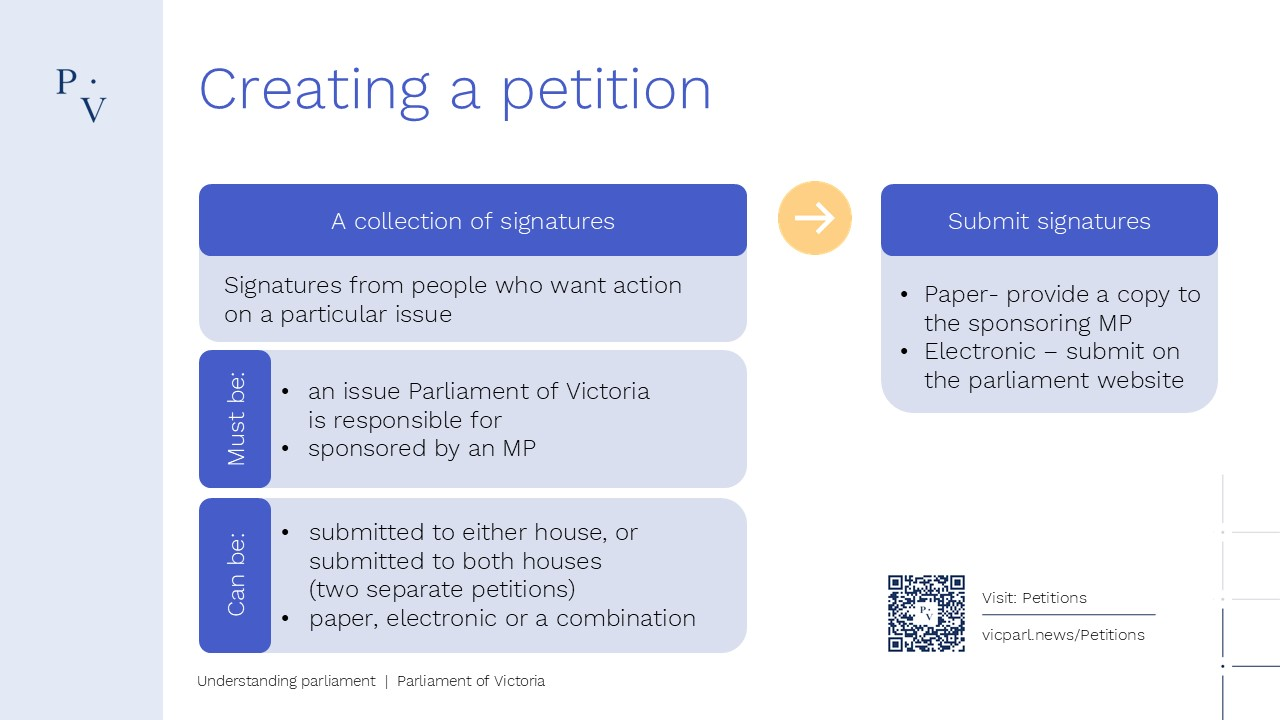 P .
V
Creating a petition
A collection of signatures
Signatures from people who want action
on a particular issue
Must be:
• an issue Parliament of Victoria
is responsible for
• sponsored by an MP
Can be:
• submitted to either house, or
submitted to both houses
(two separate petitions)
• paper, electronic or a combination
Submit signatures
• Paper- provide a copy to
the sponsoring MP
• Electronic – submit on
the parliament website
Visit: Petitions
vicparl.news/Petitions
Understanding parliament | Parliament of Victoria